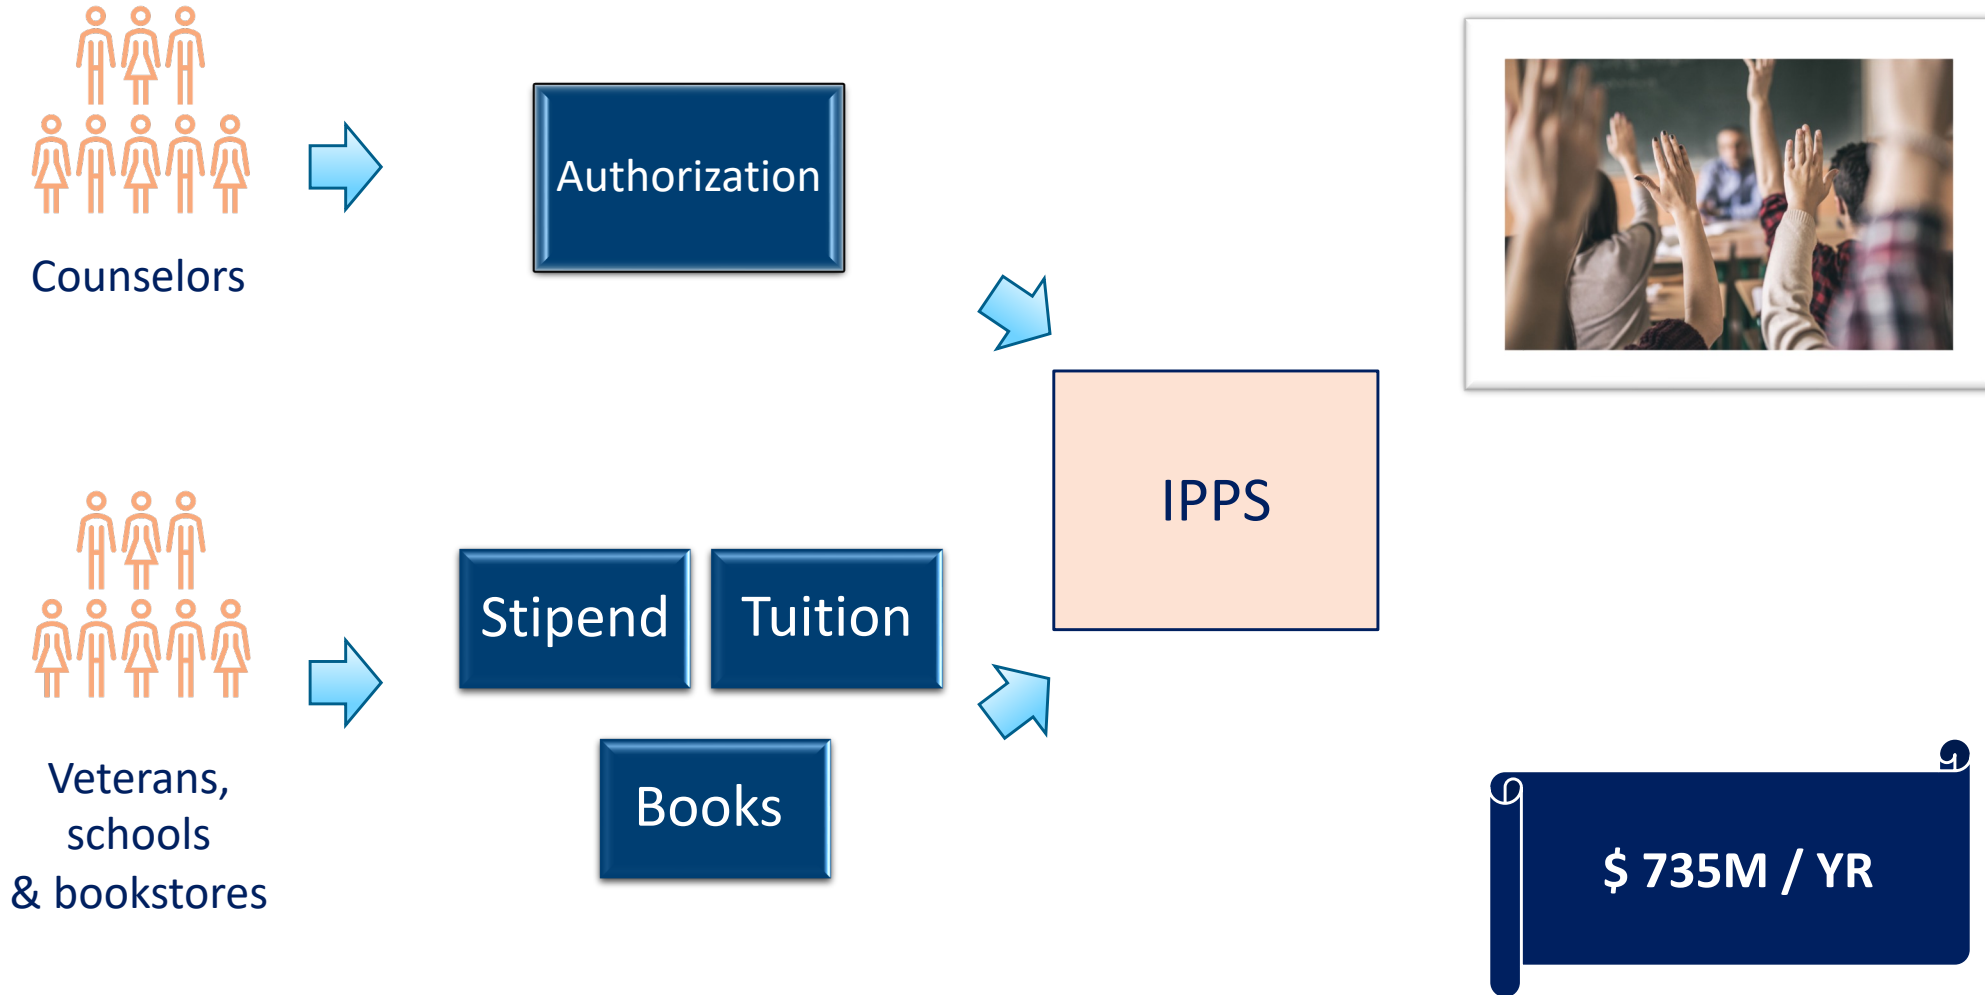 Counselors
Authorization
Veterans,
schools
& bookstores
Stipend
Tuition
Books
IPPS
$ 735M / YR